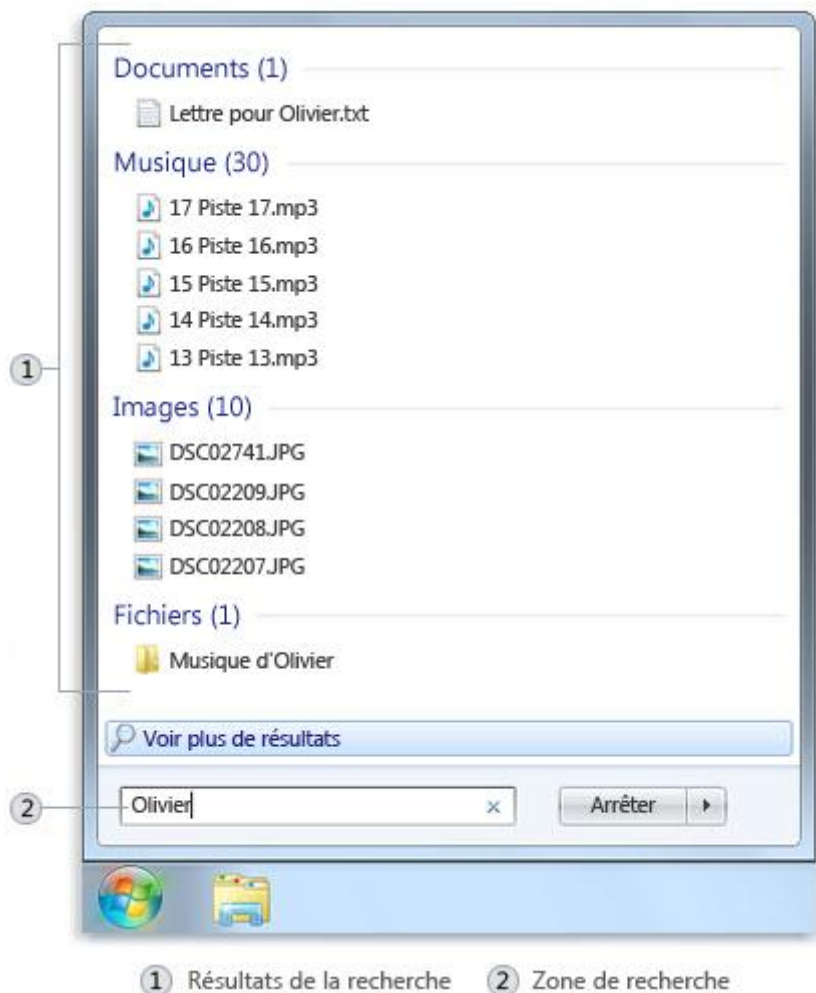 Documents (1)
Lettre pour Olivier.txt
Musique (30)
17 Piste 17.mp3
16 Piste 16.mp3
15 Piste 15.mp3
14 Piste 14.mp3
13 Piste 13.mp3
1
Images (10)
DSC02741.JPG
DSC02209.JPG
DSC02208.JPG
DSC02207.JPG
Fichiers (1)
Musique d'Olivier
Voir plus de résultats
2 Olivier × Arrêter
1 Résultats de la recherche 2 Zone de recherche